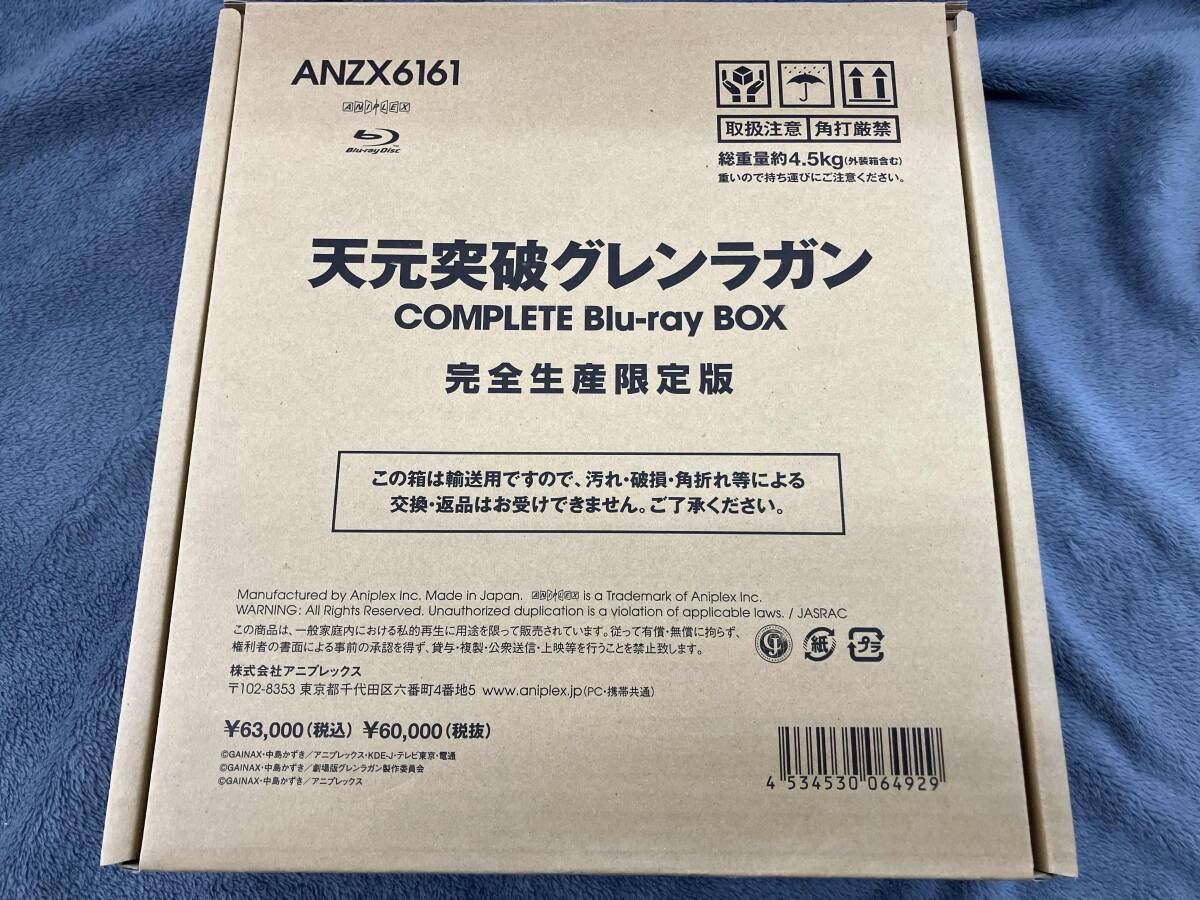 ANZX6161
ANIPLEX
Blu-ray Disc
取扱注意 角打厳禁
総重量約4.5kg(外装箱含む)
重いので持ち運びにご注意ください。
天元突破グレンラガン
COMPLETE Blu-ray BOX
完全生産限定版
この箱は輸送用ですので、汚れ・破損・角折れ等による
交換・返品はお受けできません。ご了承ください。
Manufactured by Aniplex Inc. Made in Japan. ANIPLEX is a Trademark of Aniplex Inc.
WARNING: All Rights Reserved. Unauthorized duplication is a violation of applicable laws. / JASRAC
この商品は、一般家庭内における私的再生に用途を限って販売されています。従って有償・無償に拘らず、
権利者の書面による事前の承認を得ず、貸与・複製・公衆送信・上映等を行うことを禁止致します。
紙 プラ
株式会社アニプレックス
〒102-8353 東京都千代田区六番町4番地5 www.aniplex.jp(PC・携帯共通)
¥63,000(税込) ¥60,000(税抜)
©GAINAX・中島かずき/アニプレックス・KDE-J・テレビ東京・電通
©GAINAX・中島かずき/劇場版グレンラガン製作委員会
©GAINAX・中島かずき/アニプレックス
4 534530 064929